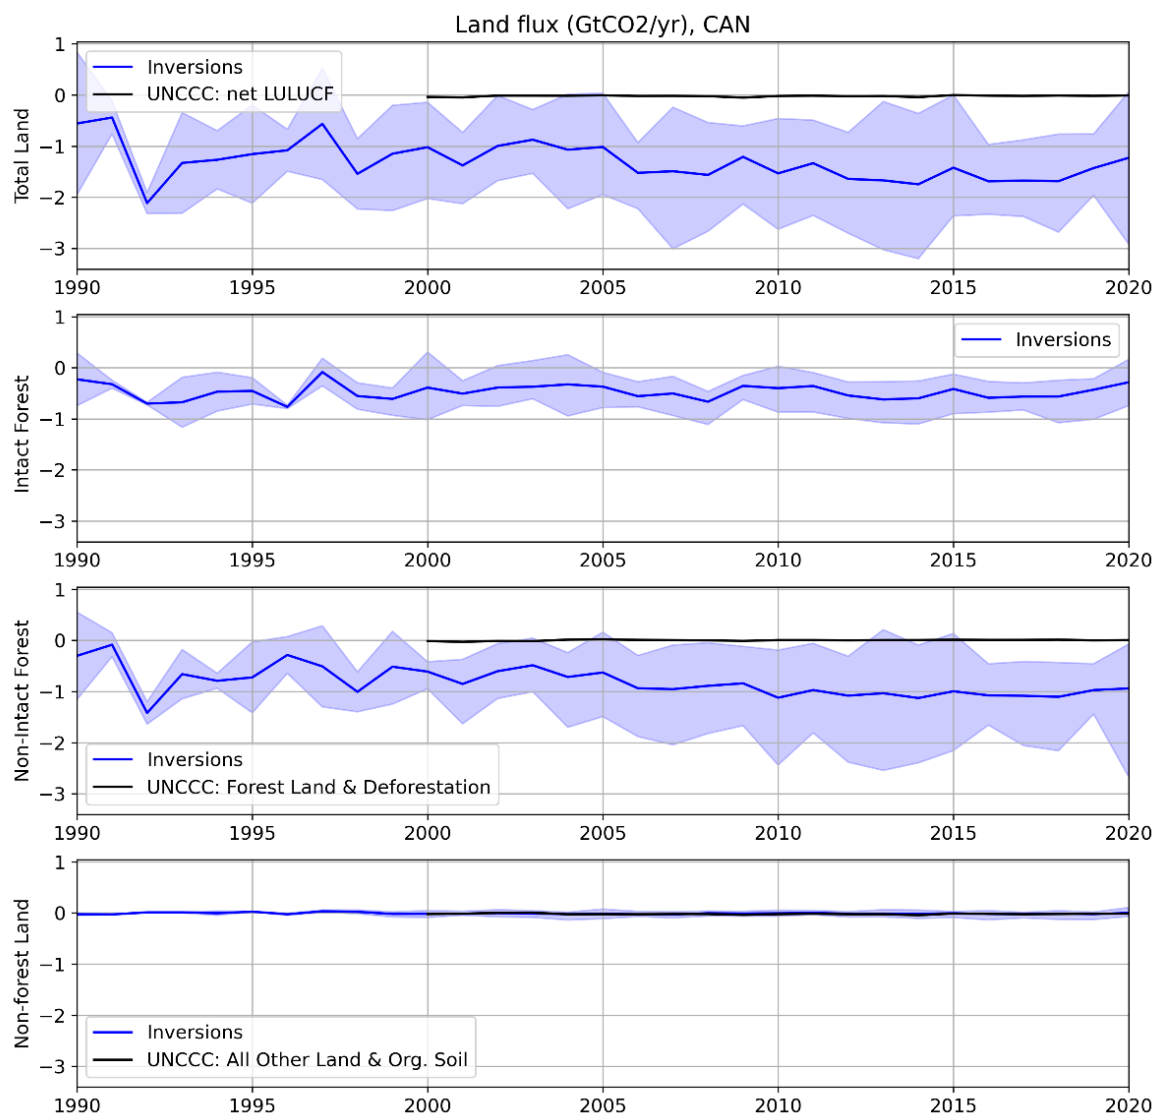 Land flux (GtCO2/yr), CAN
Total Land
1
0
−1
−2
−3
Inversions
UNCCC: net LULUCF
1990 1995 2000 2005 2010 2015 2020
Intact Forest
1
0
−1
−2
−3
Inversions
1990 1995 2000 2005 2010 2015 2020
Non-Intact Forest
1
0
−1
−2
−3
Inversions
UNCCC: Forest Land & Deforestation
1990 1995 2000 2005 2010 2015 2020
Non-forest Land
1
0
−1
−2
−3
Inversions
UNCCC: All Other Land & Org. Soil
1990 1995 2000 2005 2010 2015 2020